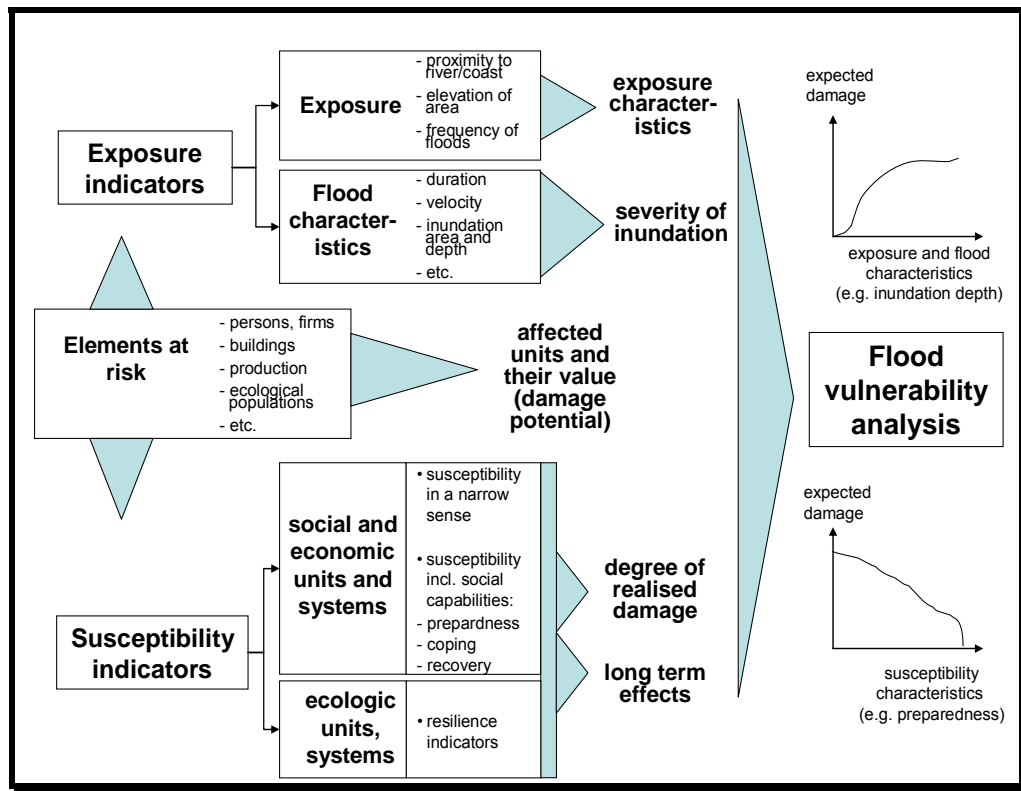 Exposure
indicators
Exposure
- proximity to
river/coast
- elevation of
area
- frequency of
floods
exposure
character-
istics
Flood
character-
istics
- duration
- velocity
- inundation
area and
depth
- etc.
severity of
inundation
Elements at
risk
- persons, firms
- buildings
- production
- ecological
populations
- etc.
affected
units and
their value
(damage
potential)
Susceptibility
indicators
social and
economic
units and
systems
• susceptibility
in a narrow
sense
• susceptibility
incl. social
capabilities:
- prepardness
- coping
- recovery
ecologic
units,
systems
• resilience
indicators
degree of
realised
damage
long term
effects
expected
damage
exposure and flood
characteristics
(e.g. inundation depth)
Flood
vulnerability
analysis
expected
damage
susceptibility
characteristics
(e.g. preparedness)